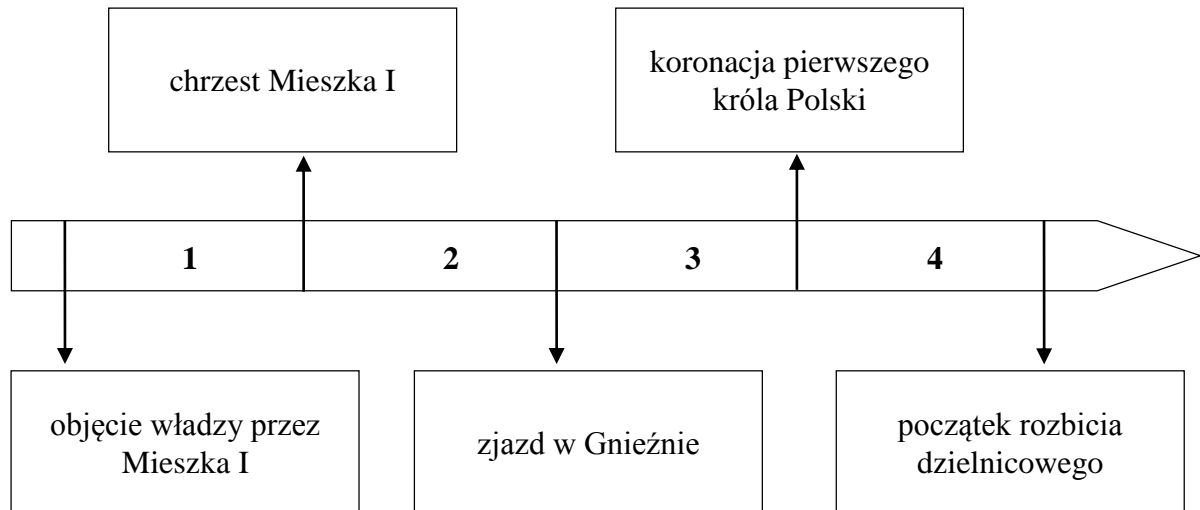 chrzest Mieszka I
koronacja pierwszego
króla Polski
1
2
3
4
objęcie władzy przez
Mieszka I
zjazd w Gnieźnie
początek rozbicia
dzielnicowego